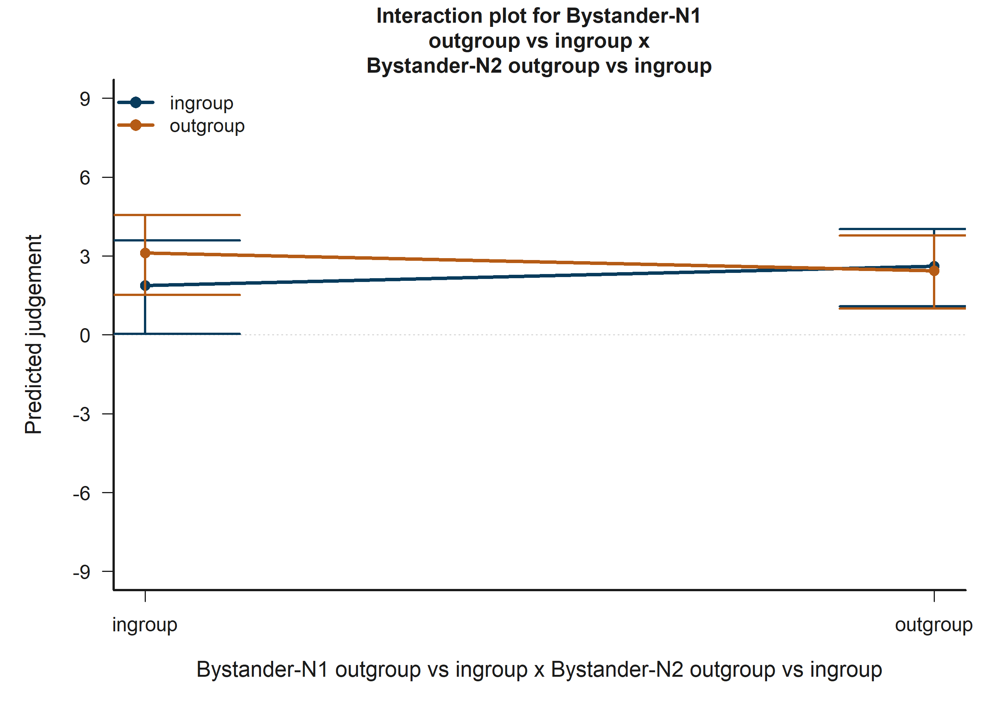 Interaction plot for Bystander-N1
outgroup vs ingroup x
Bystander-N2 outgroup vs ingroup
ingroup
outgroup
9
6
3
0
-3
-6
-9
Predicted judgement
ingroup
outgroup
Bystander-N1 outgroup vs ingroup x Bystander-N2 outgroup vs ingroup